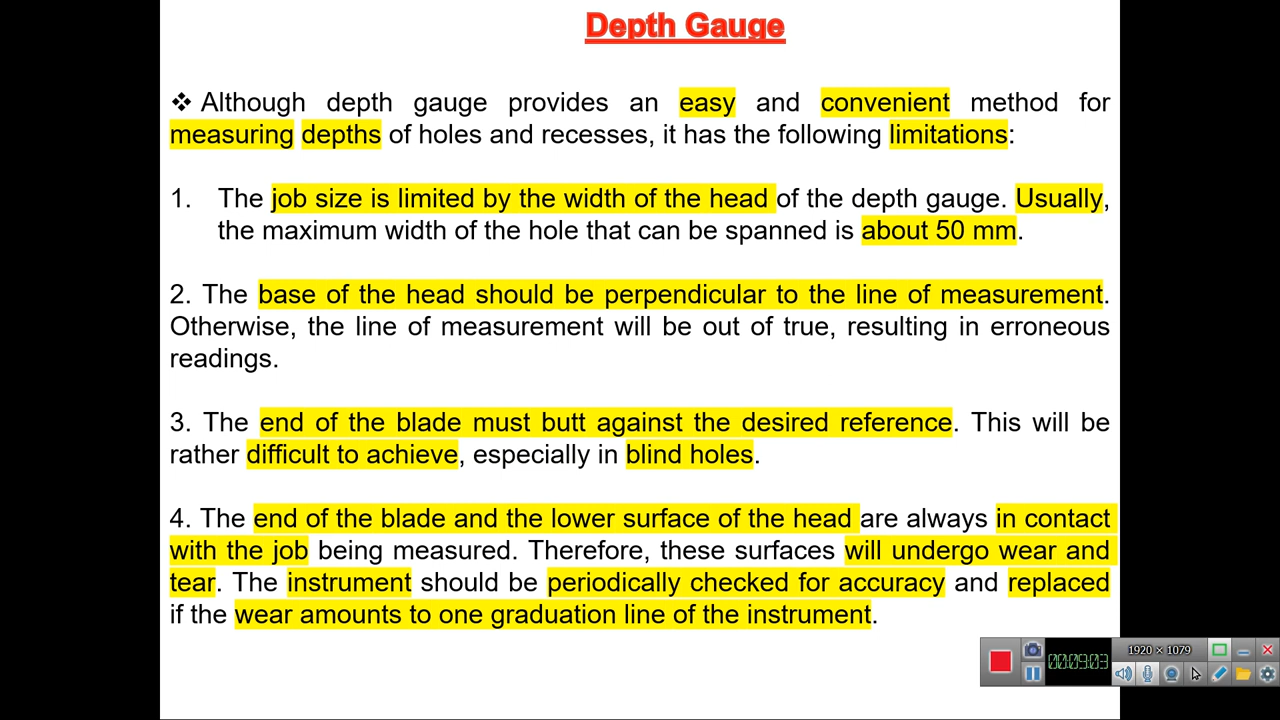 Depth Gauge
❖ Although depth gauge provides an easy and convenient method for
measuring depths of holes and recesses, it has the following limitations:
1. The job size is limited by the width of the head of the depth gauge. Usually,
the maximum width of the hole that can be spanned is about 50 mm.
2. The base of the head should be perpendicular to the line of measurement.
Otherwise, the line of measurement will be out of true, resulting in erroneous
readings.
3. The end of the blade must butt against the desired reference. This will be
rather difficult to achieve, especially in blind holes.
4. The end of the blade and the lower surface of the head are always in contact
with the job being measured. Therefore, these surfaces will undergo wear and
tear. The instrument should be periodically checked for accuracy and replaced
if the wear amounts to one graduation line of the instrument.
1920 × 1079
00:09:03